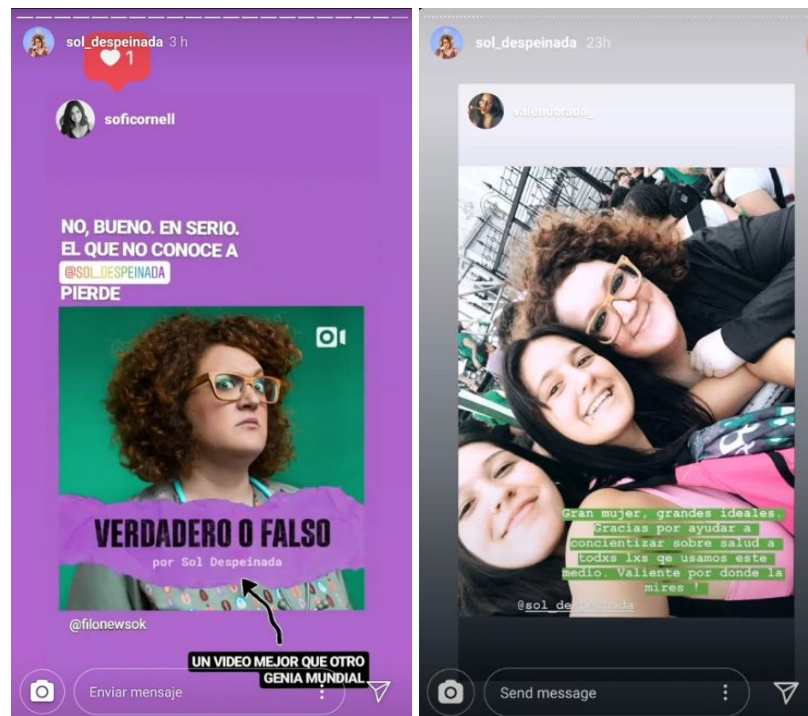 sol_despeinada 3 h
1
soficornell
NO, BUENO. EN SERIO.
EL QUE NO CONOCE A
@SOL_DESPEINADA
PIERDE
VERDADERO O FALSO
por Sol Despeinada
@filonewsok
UN VIDEO MEJOR QUE OTRO
GENIA MUNDIAL
Enviar mensaje
sol_despeinada 23h
valendorado_
Gran mujer, grandes ideales.
Gracias por ayudar a
concientizar sobre salud a
todxs lxs qe usamos este
medio. Valiente por donde la
mires !
@sol_despeinada
Send message